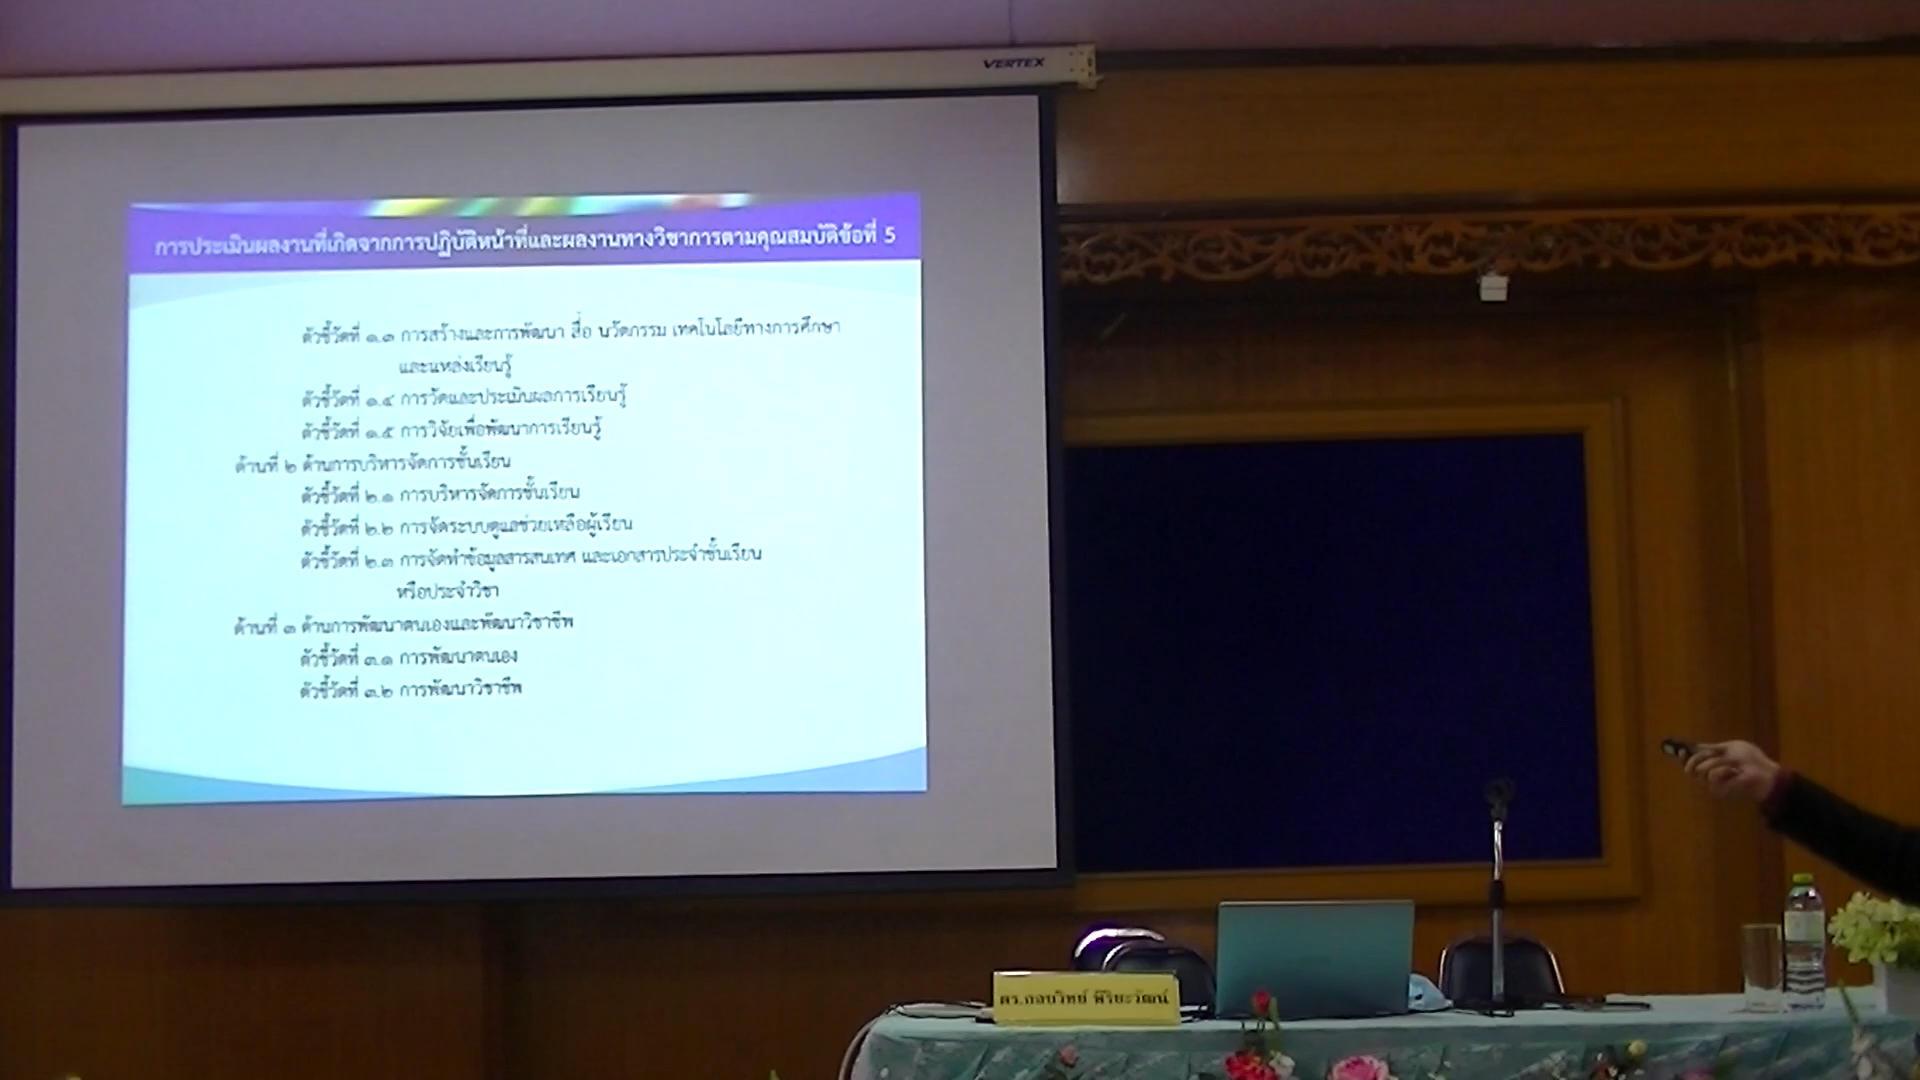 VERTEX
การประเมินผลงานที่เกิดจากการปฏิบัติหน้าที่และผลงานทางวิชาการตามคุณสมบัติข้อที่ 5
ตัวชี้วัดที่ ๑.๓ การสร้างและการพัฒนา สื่อ นวัตกรรม เทคโนโลยีทางการศึกษา
และแหล่งเรียนรู้
ตัวชี้วัดที่ ๑.๔ การวัดและประเมินผลการเรียนรู้
ตัวชี้วัดที่ ๑.๕ การวิจัยเพื่อพัฒนาการเรียนรู้
ด้านที่ ๒ ด้านการบริหารจัดการชั้นเรียน
ตัวชี้วัดที่ ๒.๑ การบริหารจัดการชั้นเรียน
ตัวชี้วัดที่ ๒.๒ การจัดระบบดูแลช่วยเหลือผู้เรียน
ตัวชี้วัดที่ ๒.๓ การจัดทำข้อมูลสารสนเทศ และเอกสารประจำชั้นเรียน
หรือประจำวิชา
ด้านที่ ๓ ด้านการพัฒนาตนเองและพัฒนาวิชาชีพ
ตัวชี้วัดที่ ๓.๑ การพัฒนาตนเอง
ตัวชี้วัดที่ ๓.๒ การพัฒนาวิชาชีพ
ดร.